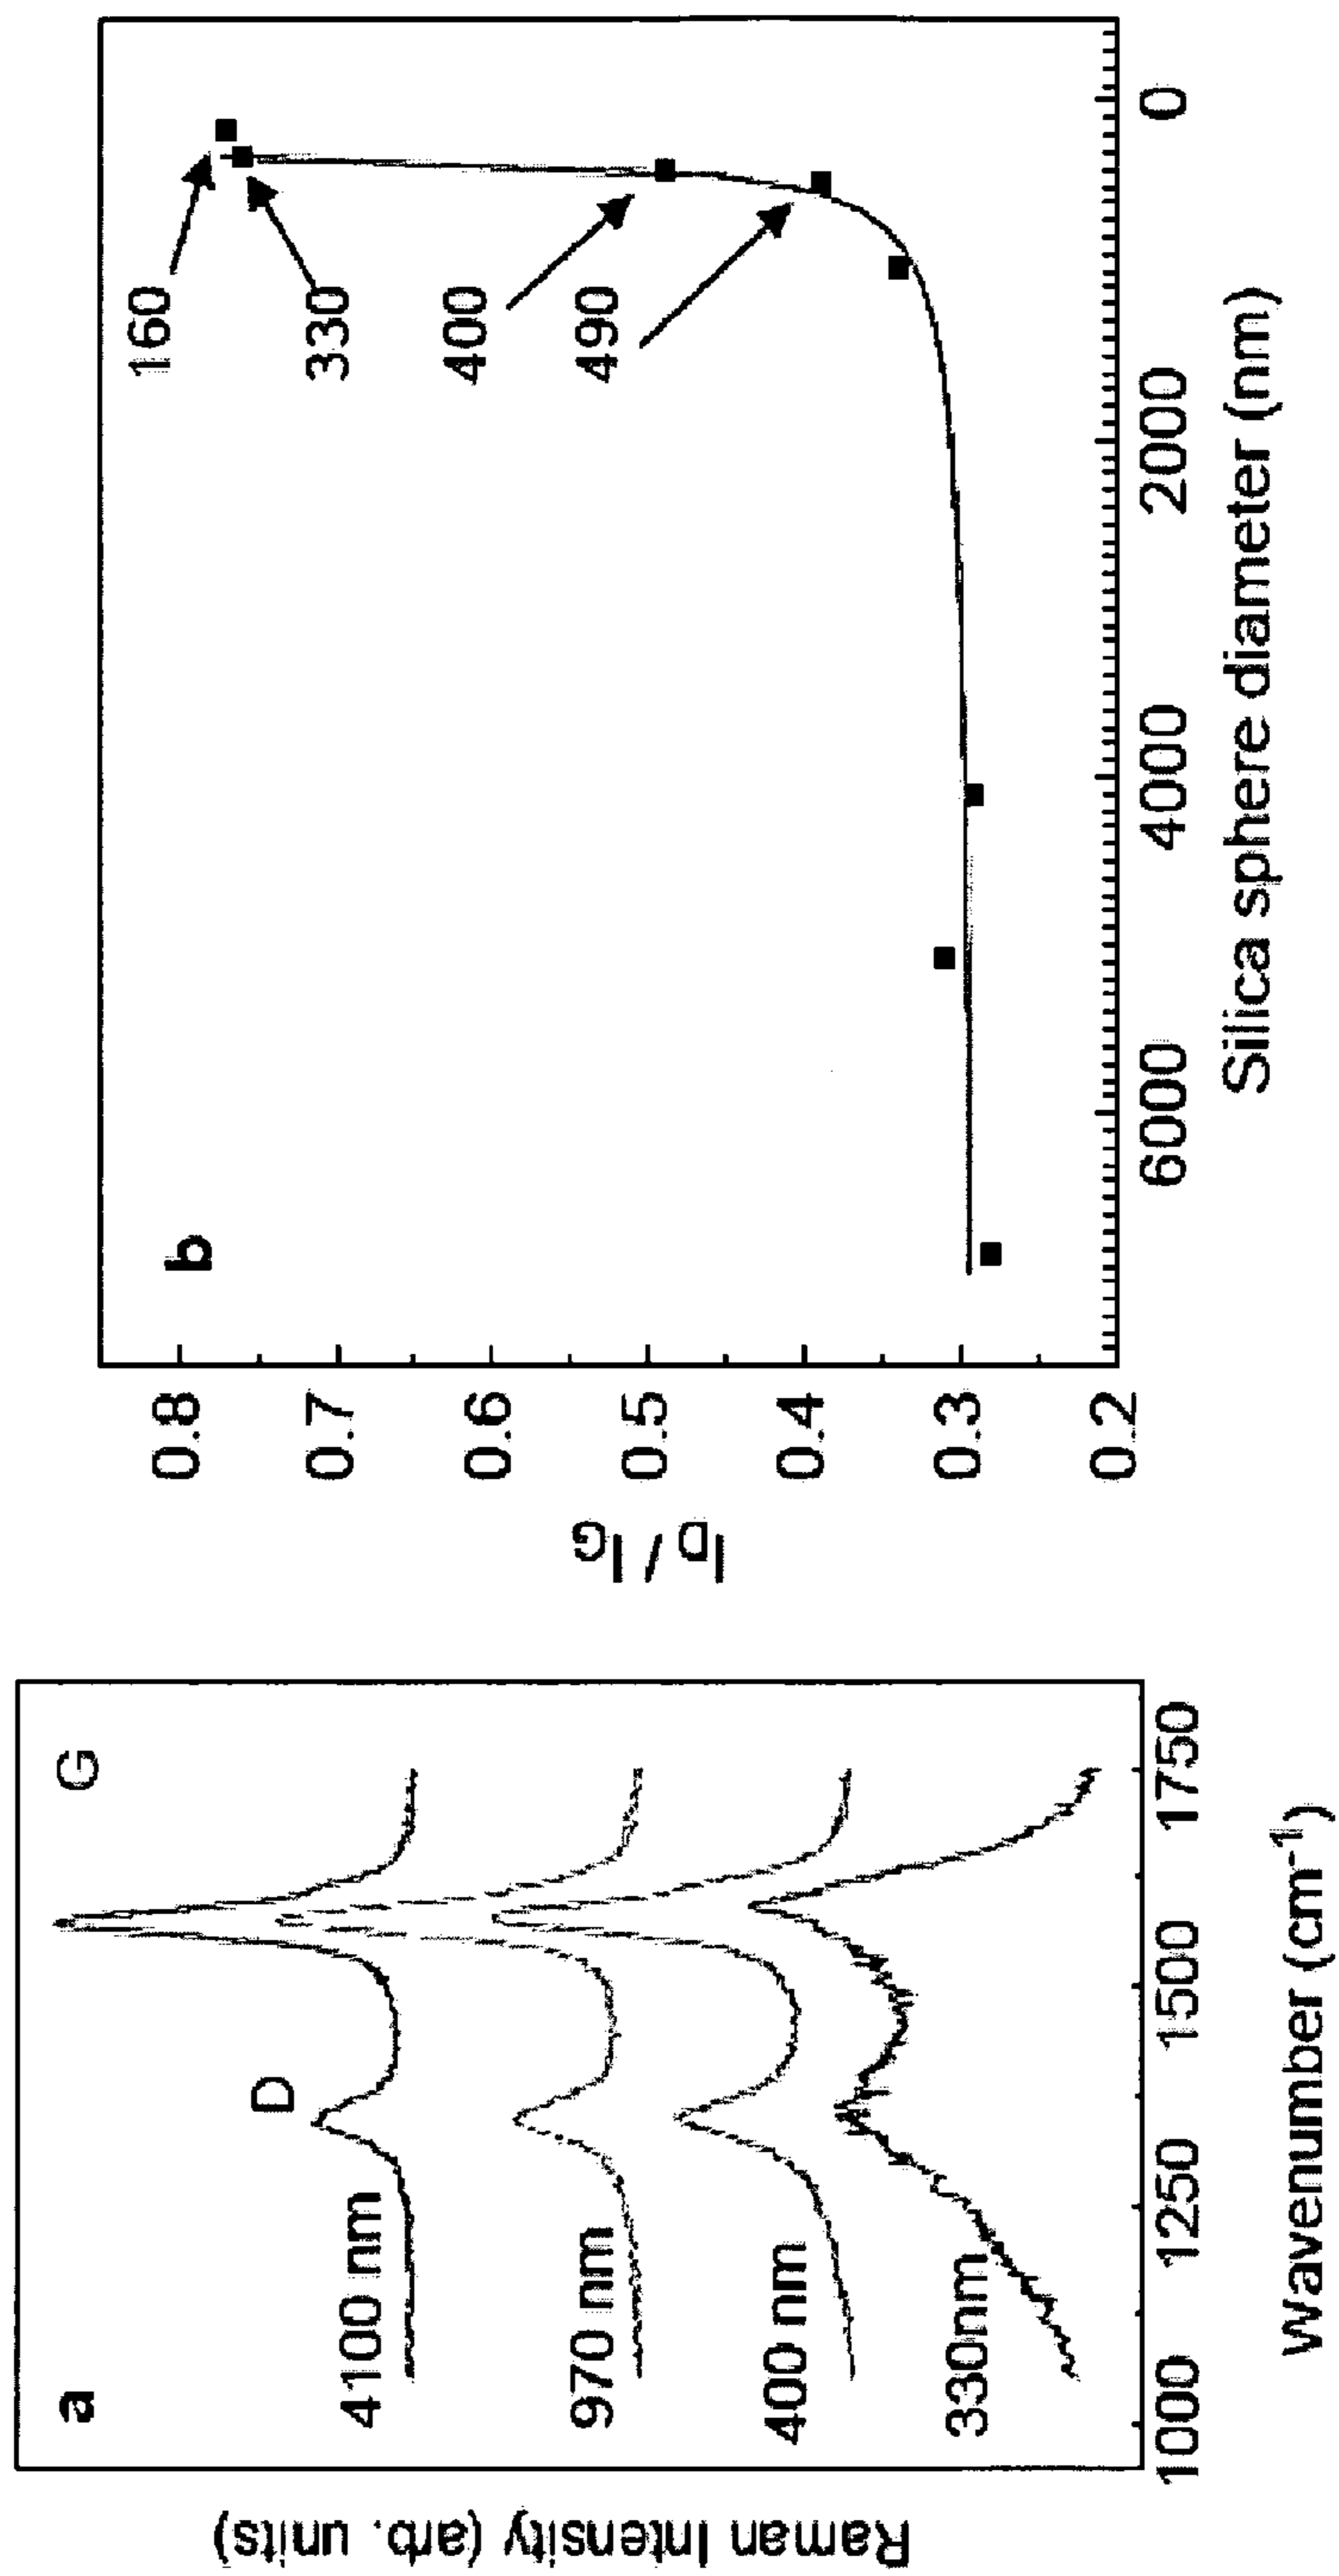 a
G
D
4100 nm
970 nm
400 nm
330nm
Raman Intensity (arb. units)
1000 1250 1500 1750
Wavenumber (cm⁻¹)
b
160
330
400
490
I_D / I_G
0.8
0.7
0.6
0.5
0.4
0.3
0.2
6000 4000 2000 0
Silica sphere diameter (nm)